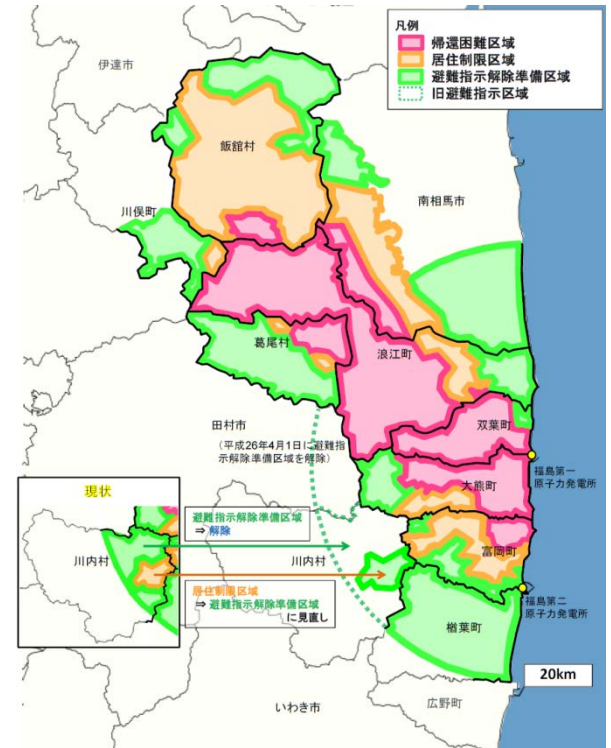 凡例
帰還困難区域
居住制限区域
避難指示解除準備区域
旧避難指示区域
伊達市
飯舘村
南相馬市
川俣町
葛尾村
浪江町
田村市
（平成26年4月1日に避難指
示解除準備区域を解除）
双葉町
福島第一
原子力発電所
大熊町
現状
避難指示解除準備区域
⇒ 解除
川内村
川内村
富岡町
居住制限区域
⇒ 避難指示解除準備区域
に見直し
福島第二
原子力発電所
楢葉町
20km
いわき市
広野町